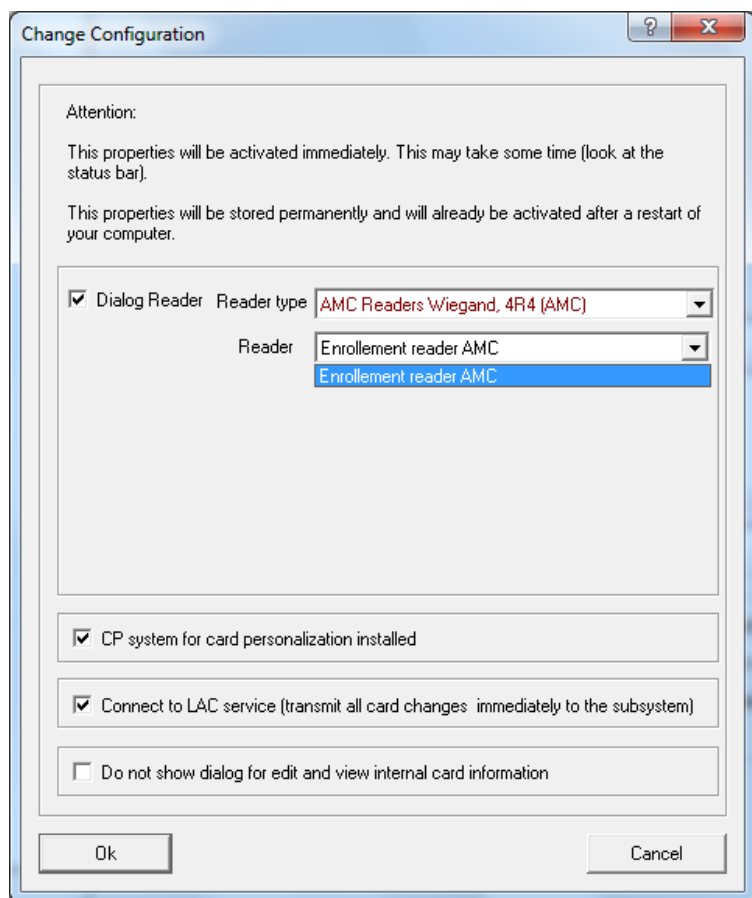 Change Configuration
Attention:
This properties will be activated immediately. This may take some time (look at the
status bar).
This properties will be stored permanently and will already be activated after a restart of
your computer.
Dialog Reader Reader type AMC Readers Wiegand, 4R4 (AMC)
Reader Enrollement reader AMC
Enrollement reader AMC
CP system for card personalization installed
Connect to LAC service (transmit all card changes immediately to the subsystem)
Do not show dialog for edit and view internal card information
Ok Cancel